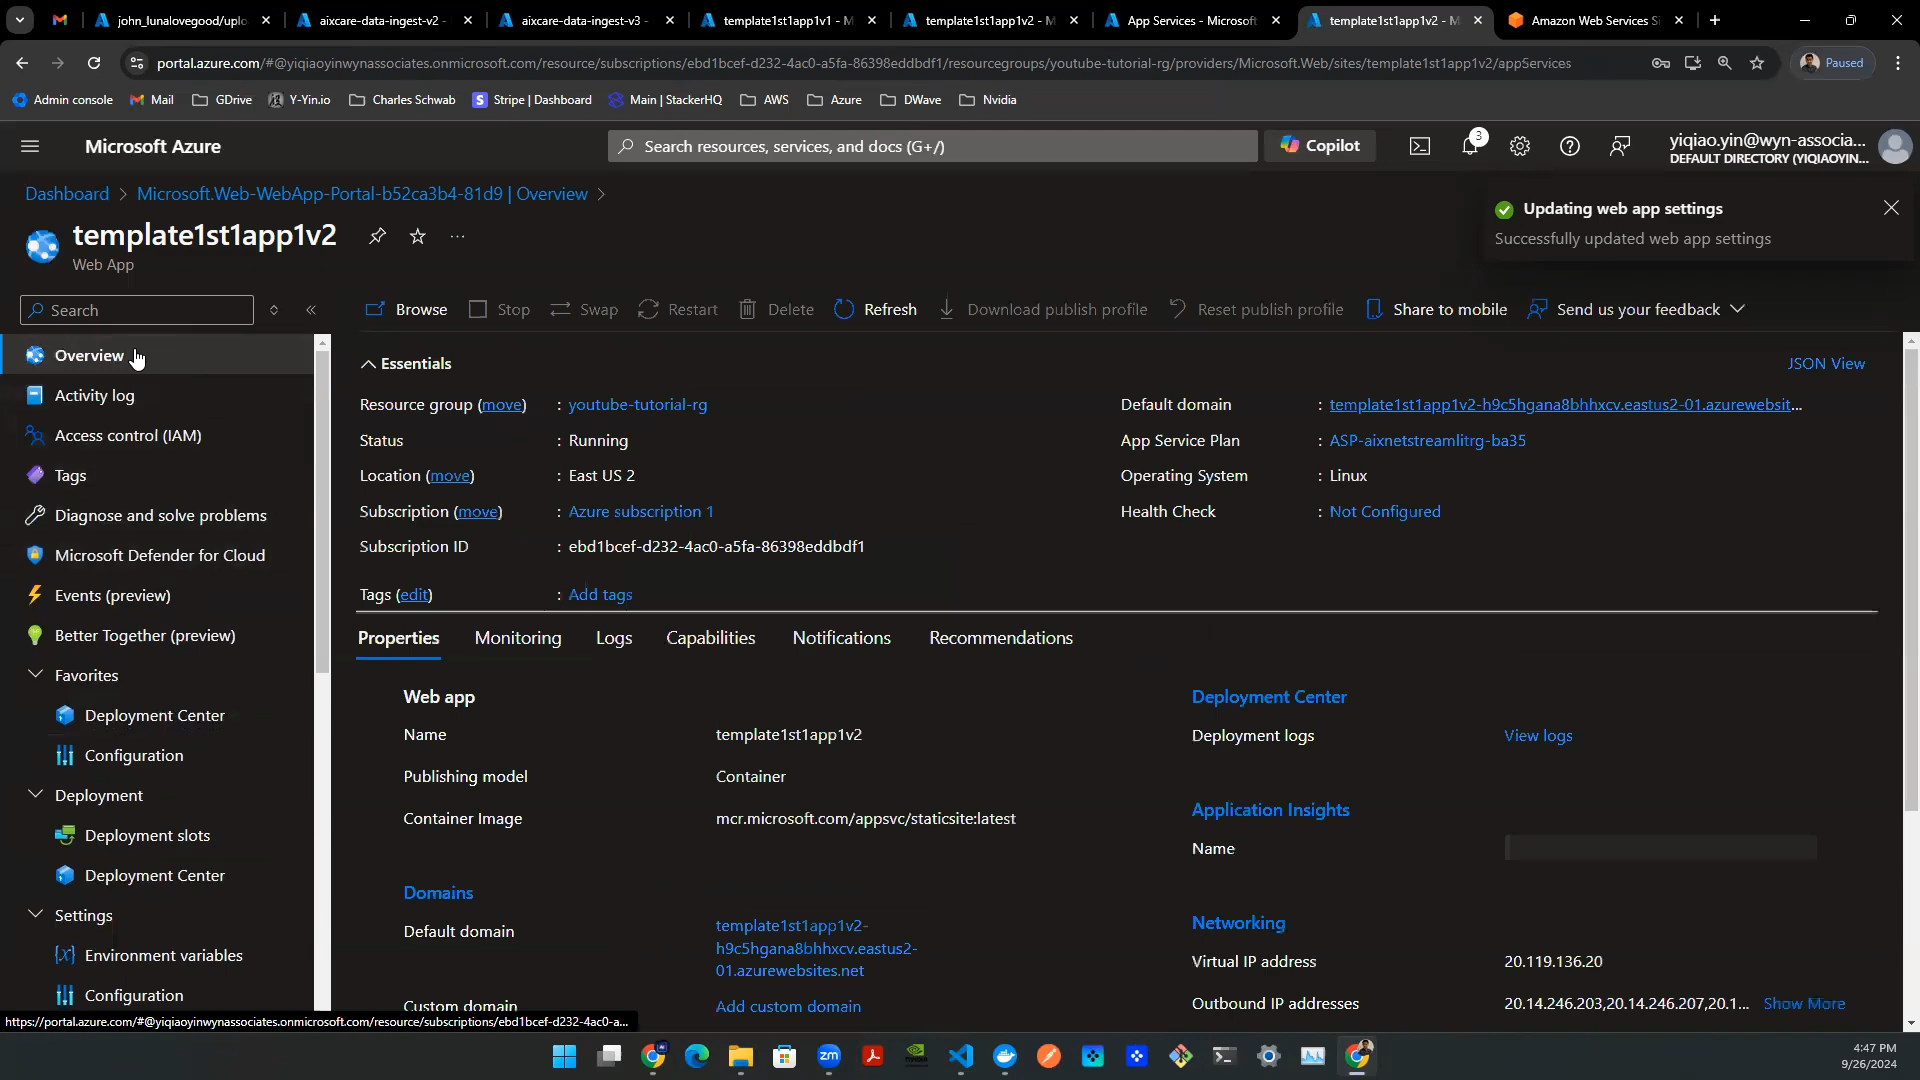 john_lunalovegood/uplo
aixcare-data-ingest-v2 -
aixcare-data-ingest-v3 -
template1st1app1v1 - M
template1st1app1v2 - M
App Services - Microsoft
template1st1app1v2 - M
Amazon Web Services Si
portal.azure.com/#@yiqiaoyinwynassociates.onmicrosoft.com/resource/subscriptions/ebd1bcef-d232-4ac0-a5fa-86398eddbdf1/resourcegroups/youtube-tutorial-rg/providers/Microsoft.Web/sites/template1st1app1v2/appServices
Paused
Admin console
Mail
GDrive
Y-Yin.io
Charles Schwab
Stripe | Dashboard
Main | StackerHQ
AWS
Azure
DWave
Nvidia
Microsoft Azure
Search resources, services, and docs (G+/)
Copilot
3
yiqiao.yin@wyn-associa...
DEFAULT DIRECTORY (YIQIAOYIN...
Dashboard > Microsoft.Web-WebApp-Portal-b52ca3b4-81d9 | Overview >
template1st1app1v2
Web App
Updating web app settings
Successfully updated web app settings
Search
Browse
Stop
Swap
Restart
Delete
Refresh
Download publish profile
Reset publish profile
Share to mobile
Send us your feedback
Overview
Activity log
Access control (IAM)
Tags
Diagnose and solve problems
Microsoft Defender for Cloud
Events (preview)
Better Together (preview)
Favorites
Deployment Center
Configuration
Deployment
Deployment slots
Deployment Center
Settings
Environment variables
Configuration
Essentials
JSON View
Resource group (move) : youtube-tutorial-rg
Status : Running
Location (move) : East US 2
Subscription (move) : Azure subscription 1
Subscription ID : ebd1bcef-d232-4ac0-a5fa-86398eddbdf1
Tags (edit) : Add tags
Default domain : template1st1app1v2-h9c5hgana8bhhxcv.eastus2-01.azurewebsit...
App Service Plan : ASP-aixnetstreamlitrg-ba35
Operating System : Linux
Health Check : Not Configured
Properties
Monitoring
Logs
Capabilities
Notifications
Recommendations
Web app
Name template1st1app1v2
Publishing model Container
Container Image mcr.microsoft.com/appsvc/staticsite:latest
Domains
Default domain template1st1app1v2-
h9c5hgana8bhhxcv.eastus2-
01.azurewebsites.net
Custom domain Add custom domain
Deployment Center
Deployment logs View logs
Application Insights
Name
Networking
Virtual IP address 20.119.136.20
Outbound IP addresses 20.14.246.203,20.14.246.207,20.1... Show More
https://portal.azure.com/#@yiqiaoyinwynassociates.onmicrosoft.com/resource/subscriptions/ebd1bcef-d232-4ac0-a...
zm
4:47 PM
9/26/2024